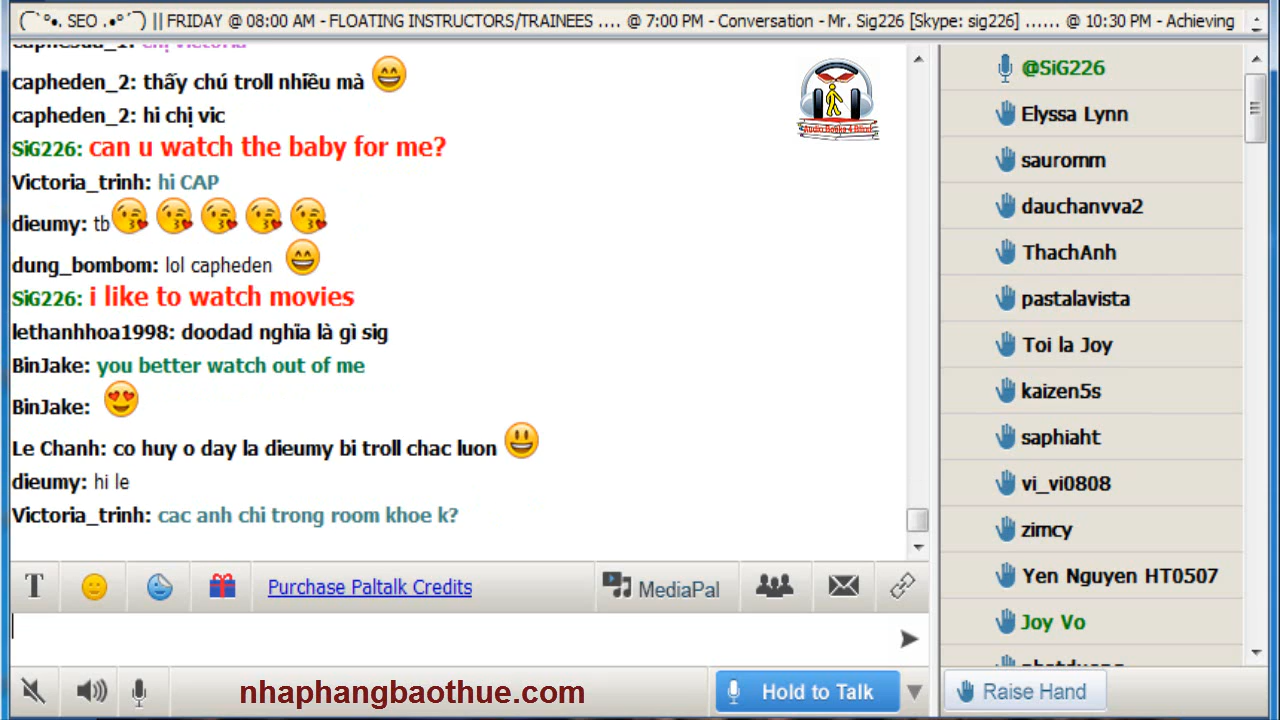 (¯`°•. SEO .•°´¯) || FRIDAY @ 08:00 AM - FLOATING INSTRUCTORS/TRAINEES .... @ 7:00 PM - Conversation - Mr. Sig226 [Skype: sig226] ...... @ 10:30 PM - Achieving
chị victoria
capheden_2: thấy chú troll nhiều mà
capheden_2: hi chị vic
SiG226: can u watch the baby for me?
Victoria_trinh: hi CAP
dieumy: tb
dung_bombom: lol capheden
SiG226: i like to watch movies
lethanhhoa1998: doodad nghĩa là gì sig
BinJake: you better watch out of me
BinJake:
Le Chanh: co huy o day la dieumy bi troll chac luon
dieumy: hi le
Victoria_trinh: cac anh chi trong room khoe k?
Audio Books 4 Blind
@SiG226
Elyssa Lynn
sauromm
dauchanvva2
ThachAnh
pastalavista
Toi la Joy
kaizen5s
saphiaht
vi_vi0808
zimcy
Yen Nguyen HT0507
Joy Vo
T
Purchase Paltalk Credits
MediaPal
nhaphangbaothue.com
Hold to Talk
Raise Hand